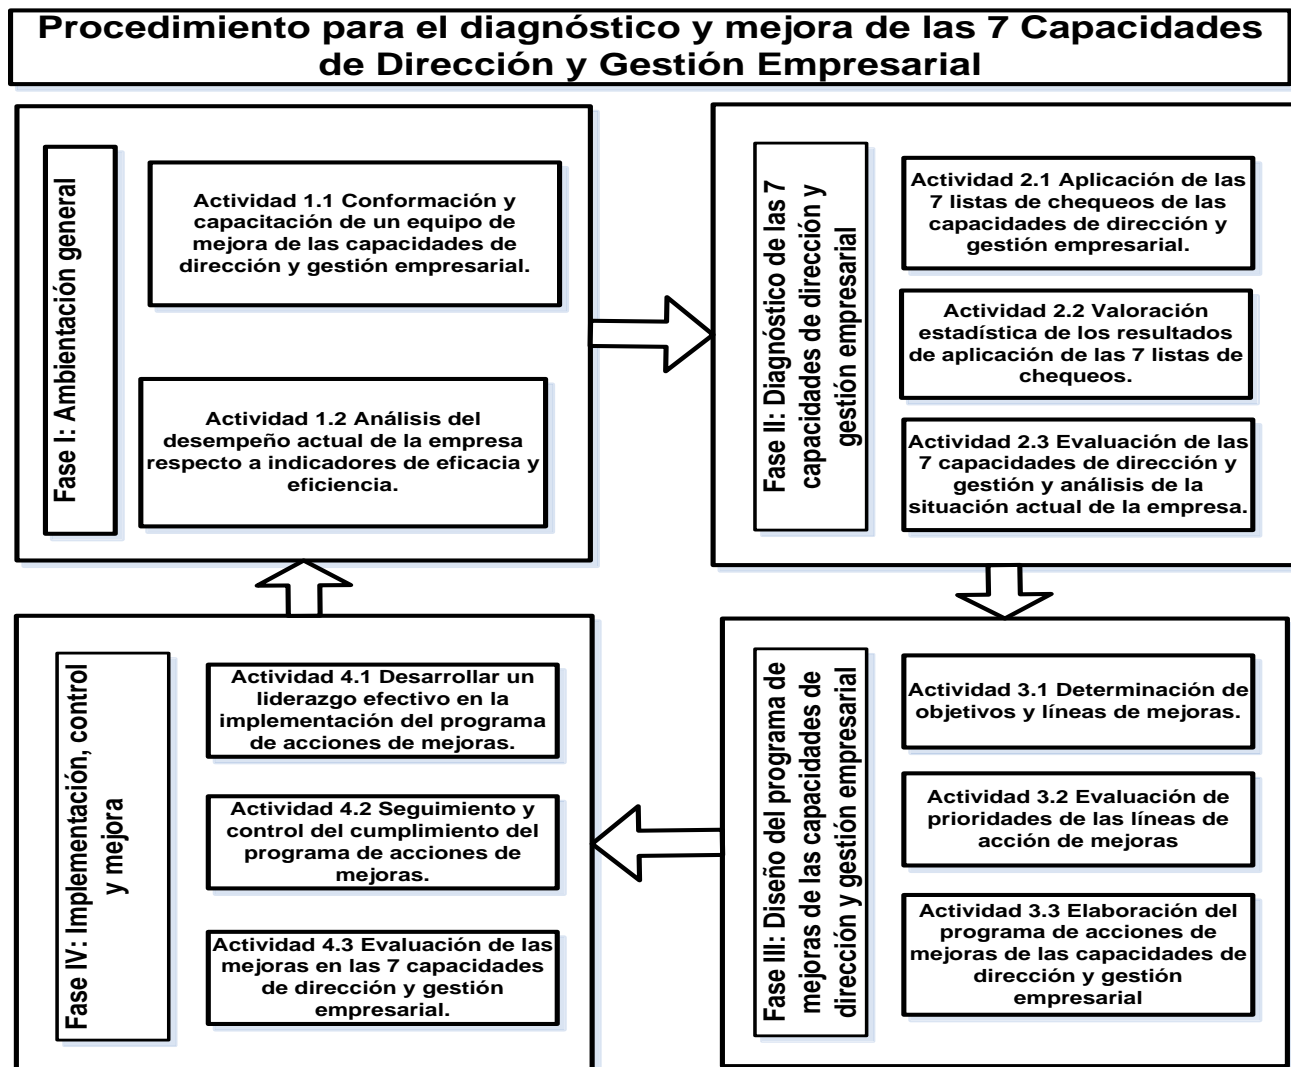 Procedimiento para el diagnóstico y mejora de las 7 Capacidades
de Dirección y Gestión Empresarial
Fase I: Ambientación general
Actividad 1.1 Conformación y
capacitación de un equipo de
mejora de las capacidades de
dirección y gestión empresarial.
Actividad 1.2 Análisis del
desempeño actual de la empresa
respecto a indicadores de eficacia y
eficiencia.
Fase II: Diagnóstico de las 7
capacidades de dirección y
gestión empresarial
Actividad 2.1 Aplicación de las
7 listas de chequeos de las
capacidades de dirección y
gestión empresarial.
Actividad 2.2 Valoración
estadística de los resultados
de aplicación de las 7 listas de
chequeos.
Actividad 2.3 Evaluación de las
7 capacidades de dirección y
gestión y análisis de la
situación actual de la empresa.
Fase III: Diseño del programa de
mejoras de las capacidades de
dirección y gestión empresarial
Actividad 3.1 Determinación de
objetivos y líneas de mejoras.
Actividad 3.2 Evaluación de
prioridades de las líneas de
acción de mejoras
Actividad 3.3 Elaboración del
programa de acciones de
mejoras de las capacidades de
dirección y gestión
empresarial
Fase IV: Implementación, control
y mejora
Actividad 4.1 Desarrollar un
liderazgo efectivo en la
implementación del programa
de acciones de mejoras.
Actividad 4.2 Seguimiento y
control del cumplimiento del
programa de acciones de
mejoras.
Actividad 4.3 Evaluación de las
mejoras en las 7 capacidades
de dirección y gestión
empresarial.